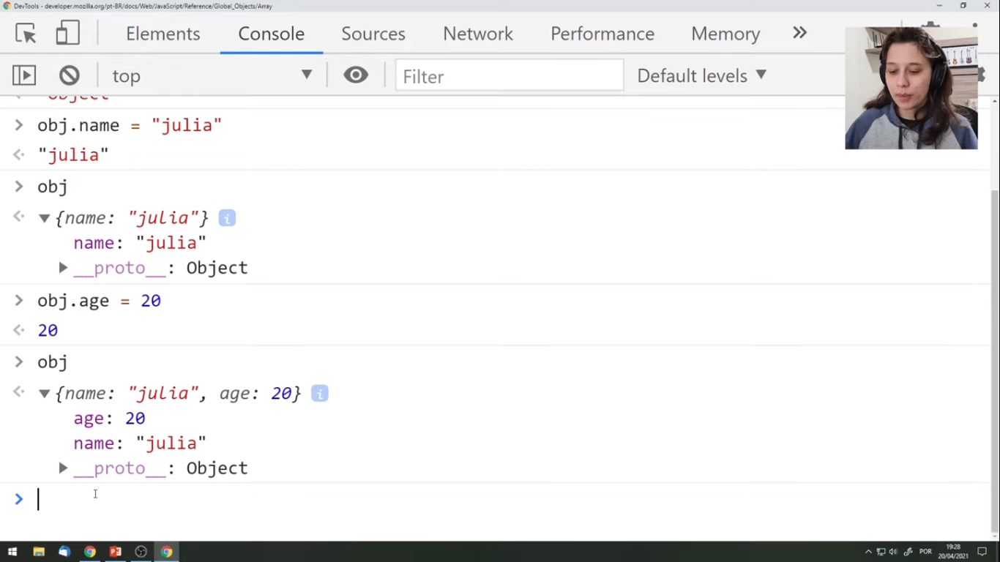 DevTools - developer.mozilla.org/pt-BR/docs/Web/JavaScript/Reference/Global_Objects/Array
Elements Console Sources Network Performance Memory »
top ▼ Filter Default levels ▼
object
> obj.name = "julia"
"julia"
> obj
▼ {name: "julia"} i
name: "julia"
▶ __proto__: Object
> obj.age = 20
20
> obj
▼ {name: "julia", age: 20} i
age: 20
name: "julia"
▶ __proto__: Object
>
POR 19:28
20/04/2021